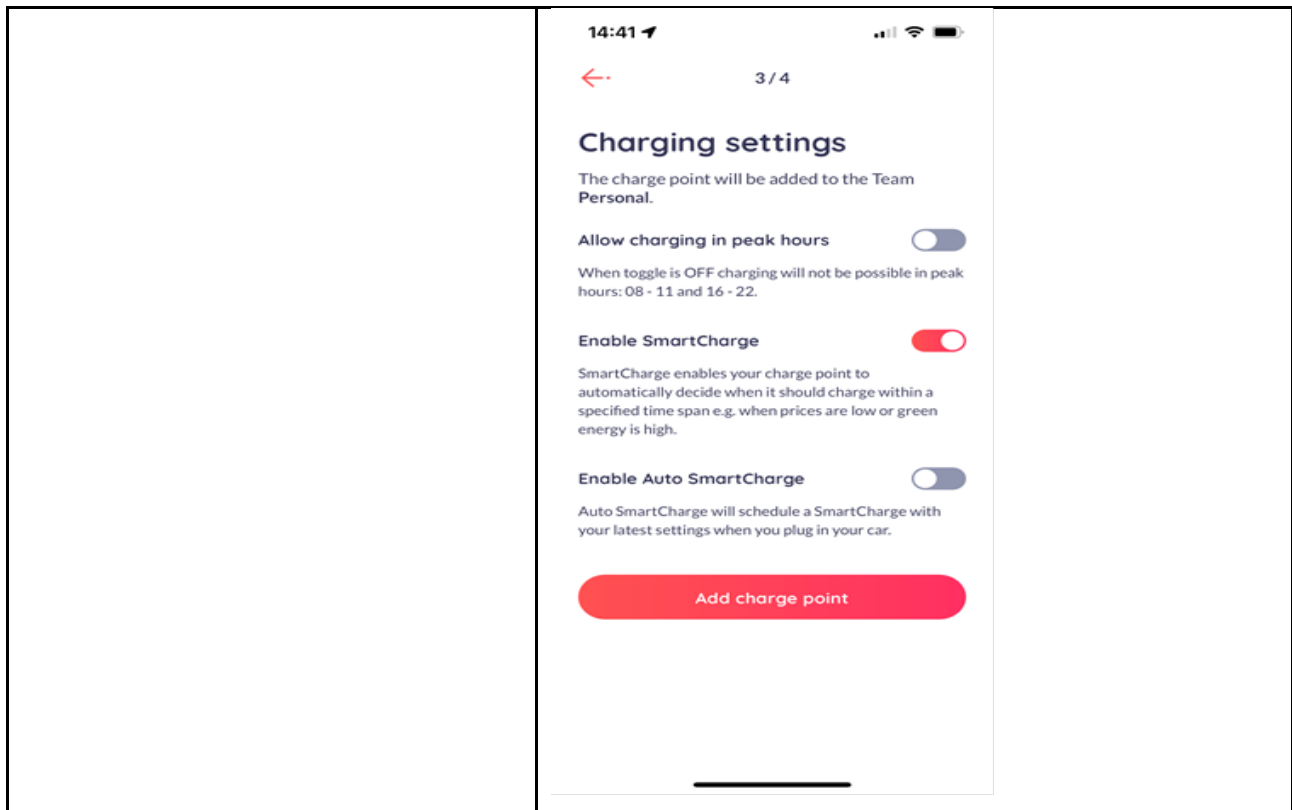 14:41
3 / 4
Charging settings
The charge point will be added to the Team
Personal.
Allow charging in peak hours
When toggle is OFF charging will not be possible in peak
hours: 08 - 11 and 16 - 22.
Enable SmartCharge
SmartCharge enables your charge point to
automatically decide when it should charge within a
specified time span e.g. when prices are low or green
energy is high.
Enable Auto SmartCharge
Auto SmartCharge will schedule a SmartCharge with
your latest settings when you plug in your car.
Add charge point